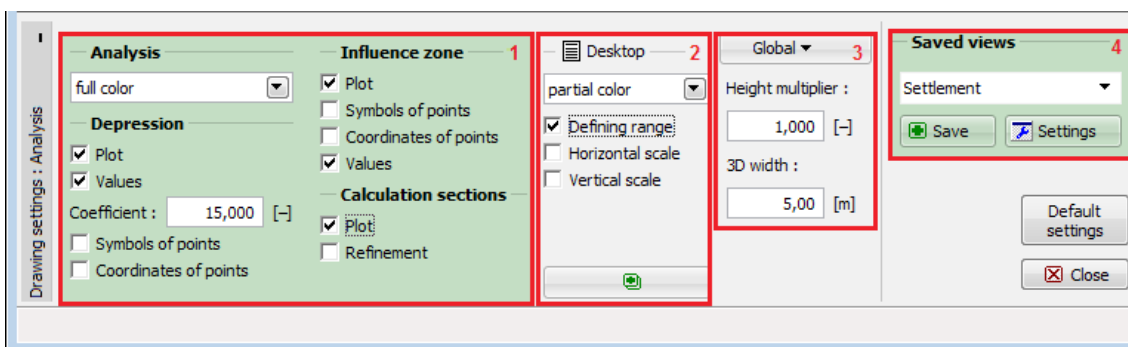 Drawing settings : Analysis
Analysis
full color
Depression
Plot
Values
Coefficient : 15,000 [–]
Symbols of points
Coordinates of points
Influence zone 1
Plot
Symbols of points
Coordinates of points
Values
Calculation sections
Plot
Refinement
Desktop 2
partial color
Defining range
Horizontal scale
Vertical scale
Global 3
Height multiplier :
1,000 [–]
3D width :
5,00 [m]
Saved views 4
Settlement
Save Settings
Default
settings
Close